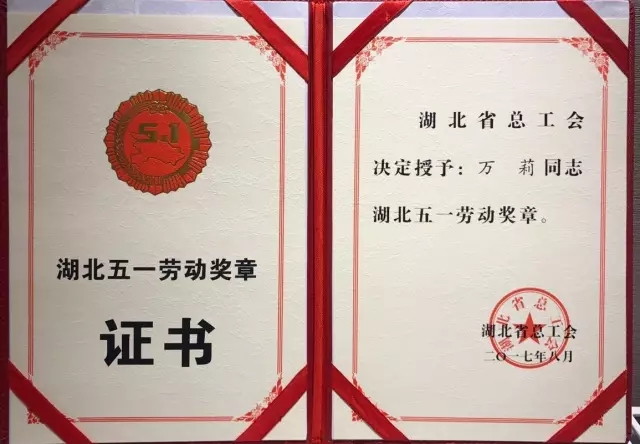 5.1
湖北五一劳动奖章
证书
湖北省总工会
决定授予：万 莉同志
湖北五一劳动奖章。
湖北省总工会
湖北省总工会
二〇一七年八月